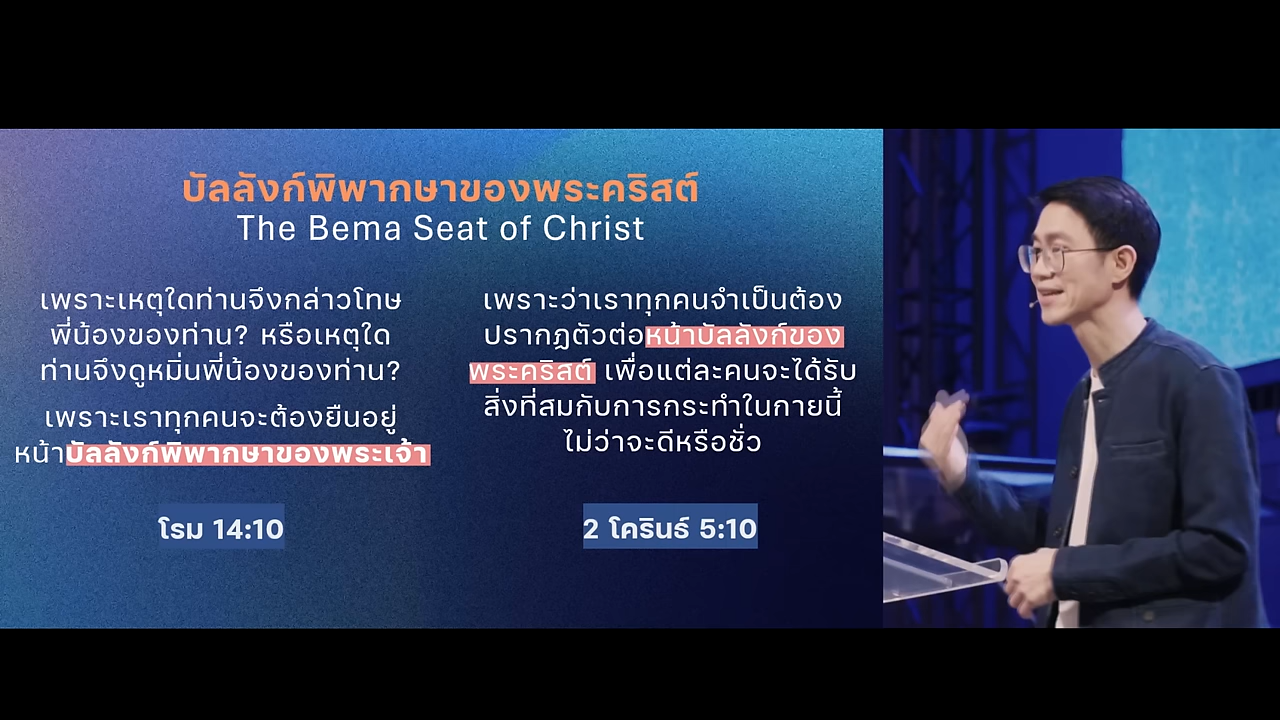 บัลลังก์พิพากษาของพระคริสต์
The Bema Seat of Christ
เพราะเหตุใดท่านจึงกล่าวโทษ
พี่น้องของท่าน? หรือเหตุใด
ท่านจึงดูหมิ่นพี่น้องของท่าน?
เพราะเราทุกคนจะต้องยืนอยู่
หน้าบัลลังก์พิพากษาของพระเจ้า
โรม 14:10
เพราะว่าเราทุกคนจำเป็นต้อง
ปรากฏตัวต่อหน้าบัลลังก์ของ
พระคริสต์ เพื่อแต่ละคนจะได้รับ
สิ่งที่สมกับการกระทำในกายนี้
ไม่ว่าจะดีหรือชั่ว
2 โครินธ์ 5:10